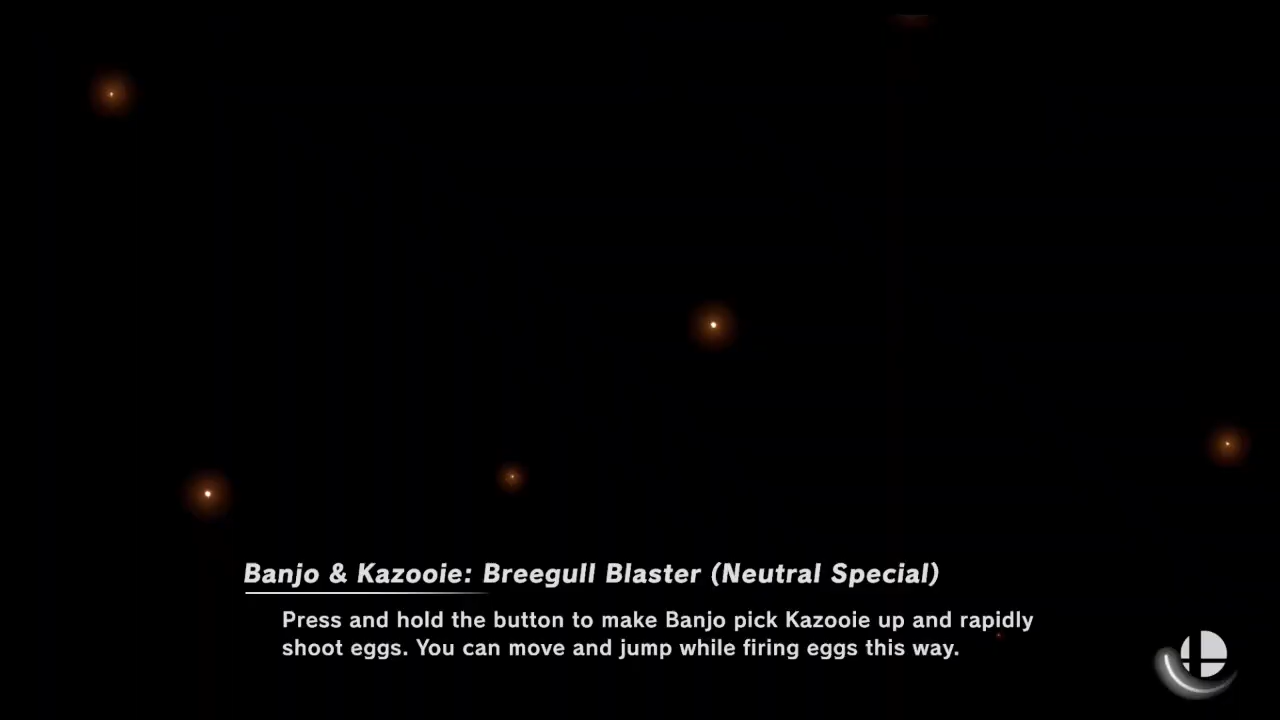 Banjo & Kazooie: Breegull Blaster (Neutral Special)
Press and hold the button to make Banjo pick Kazooie up and rapidly
shoot eggs. You can move and jump while firing eggs this way.